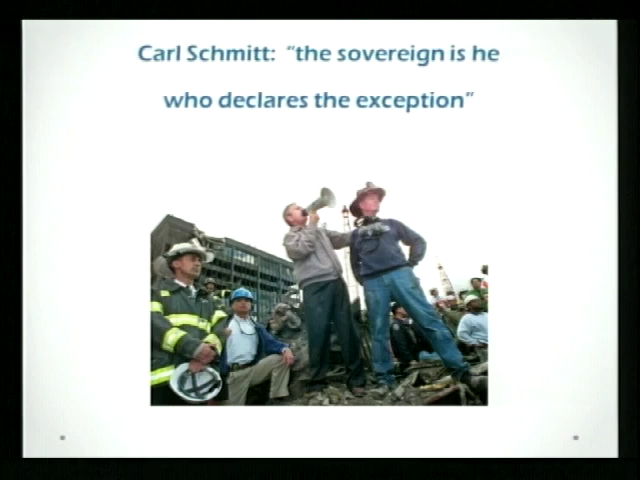 Carl Schmitt: "the sovereign is he
who declares the exception"